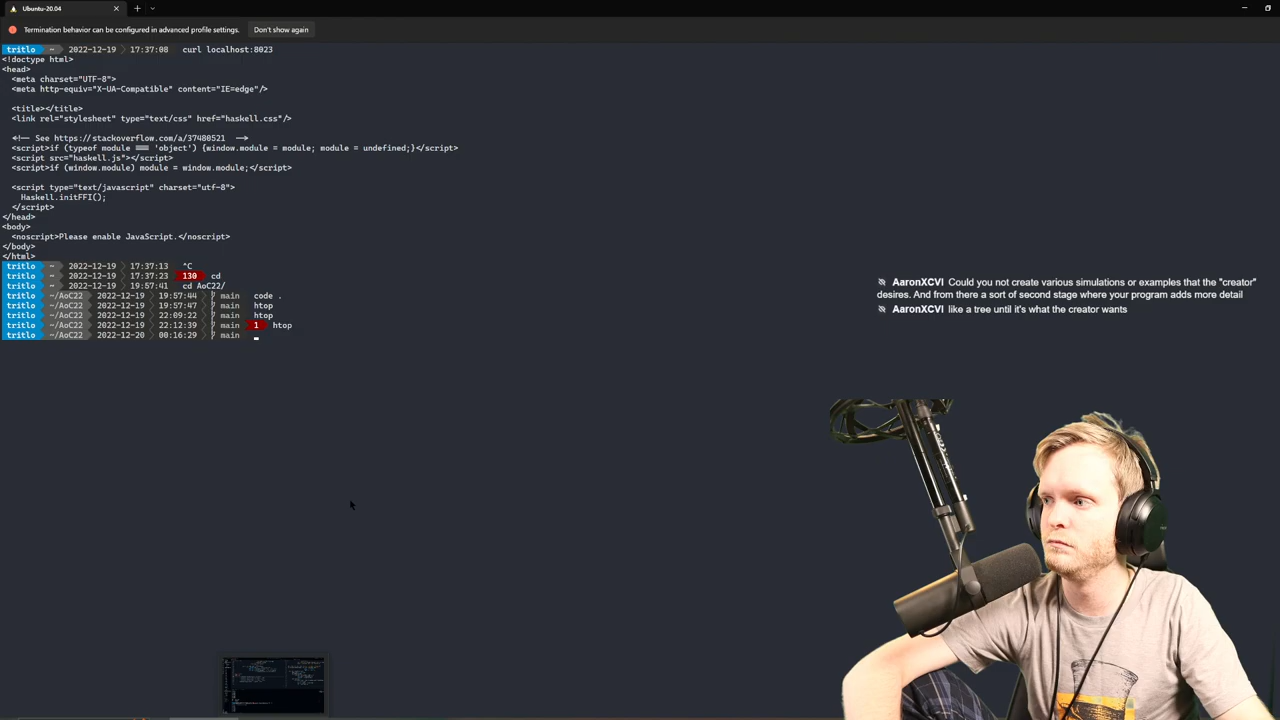 Ubuntu-20.04
Termination behavior can be configured in advanced profile settings. Don't show again
tritlo ~ 2022-12-19 17:37:08 curl localhost:8023
<!doctype html>
<head>
<meta charset="UTF-8">
<meta http-equiv="X-UA-Compatible" content="IE=edge"/>
<title></title>
<link rel="stylesheet" type="text/css" href="haskell.css"/>
<!-- See https://stackoverflow.com/a/37480521 -->
<script>if (typeof module === 'object') {window.module = module; module = undefined;}</script>
<script src="haskell.js"></script>
<script>if (window.module) module = window.module;</script>
<script type="text/javascript" charset="utf-8">
Haskell.initFFI();
</script>
</head>
<body>
<noscript>Please enable JavaScript.</noscript>
</body>
</html>
tritlo ~ 2022-12-19 17:37:13 ^C
tritlo ~ 2022-12-19 17:37:23 130 cd
tritlo ~ 2022-12-19 19:57:41 cd AoC22/
tritlo ~/AoC22 2022-12-19 19:57:44 main code .
tritlo ~/AoC22 2022-12-19 19:57:47 main htop
tritlo ~/AoC22 2022-12-19 22:09:22 main htop
tritlo ~/AoC22 2022-12-19 22:12:39 main 1 htop
tritlo ~/AoC22 2022-12-20 00:16:29 main
AaronXCVI Could you not create various simulations or examples that the "creator"
desires. And from there a sort of second stage where your program adds more detail
AaronXCVI like a tree until it's what the creator wants